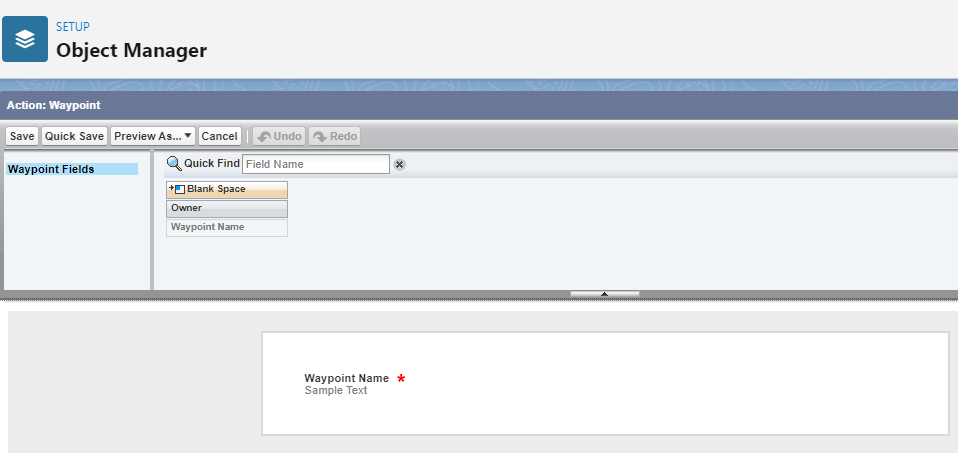 SETUP
Object Manager
Action: Waypoint
Save Quick Save Preview As... Cancel Undo Redo
Waypoint Fields
Quick Find Field Name
Blank Space
Owner
Waypoint Name
Waypoint Name *
Sample Text